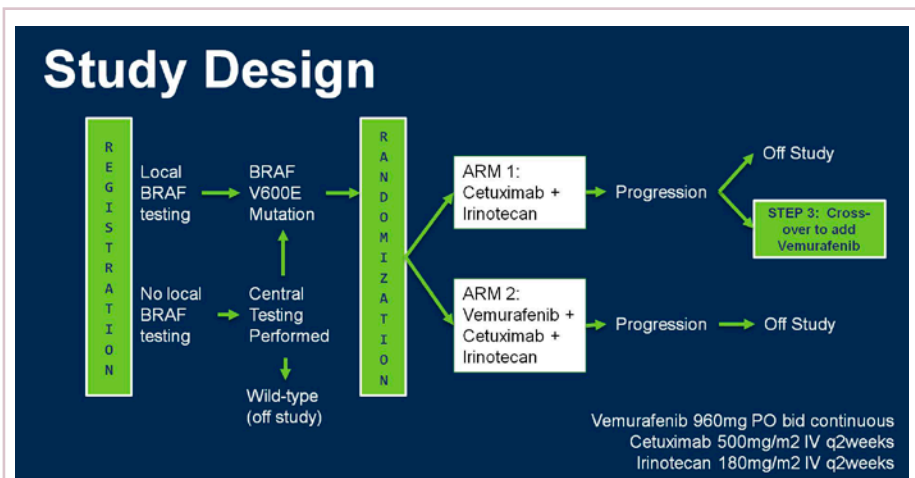 Study Design
REGISTRATION
Local
BRAF
testing
BRAF
V600E
Mutation
No local
BRAF
testing
Central
Testing
Performed
Wild-type
(off study)
RANDOMIZATION
ARM 1:
Cetuximab +
Irinotecan
Progression
Off Study
STEP 3: Cross-
over to add
Vemurafenib
ARM 2:
Vemurafenib +
Cetuximab +
Irinotecan
Progression
Off Study
Vemurafenib 960mg PO bid continuous
Cetuximab 500mg/m2 IV q2weeks
Irinotecan 180mg/m2 IV q2weeks